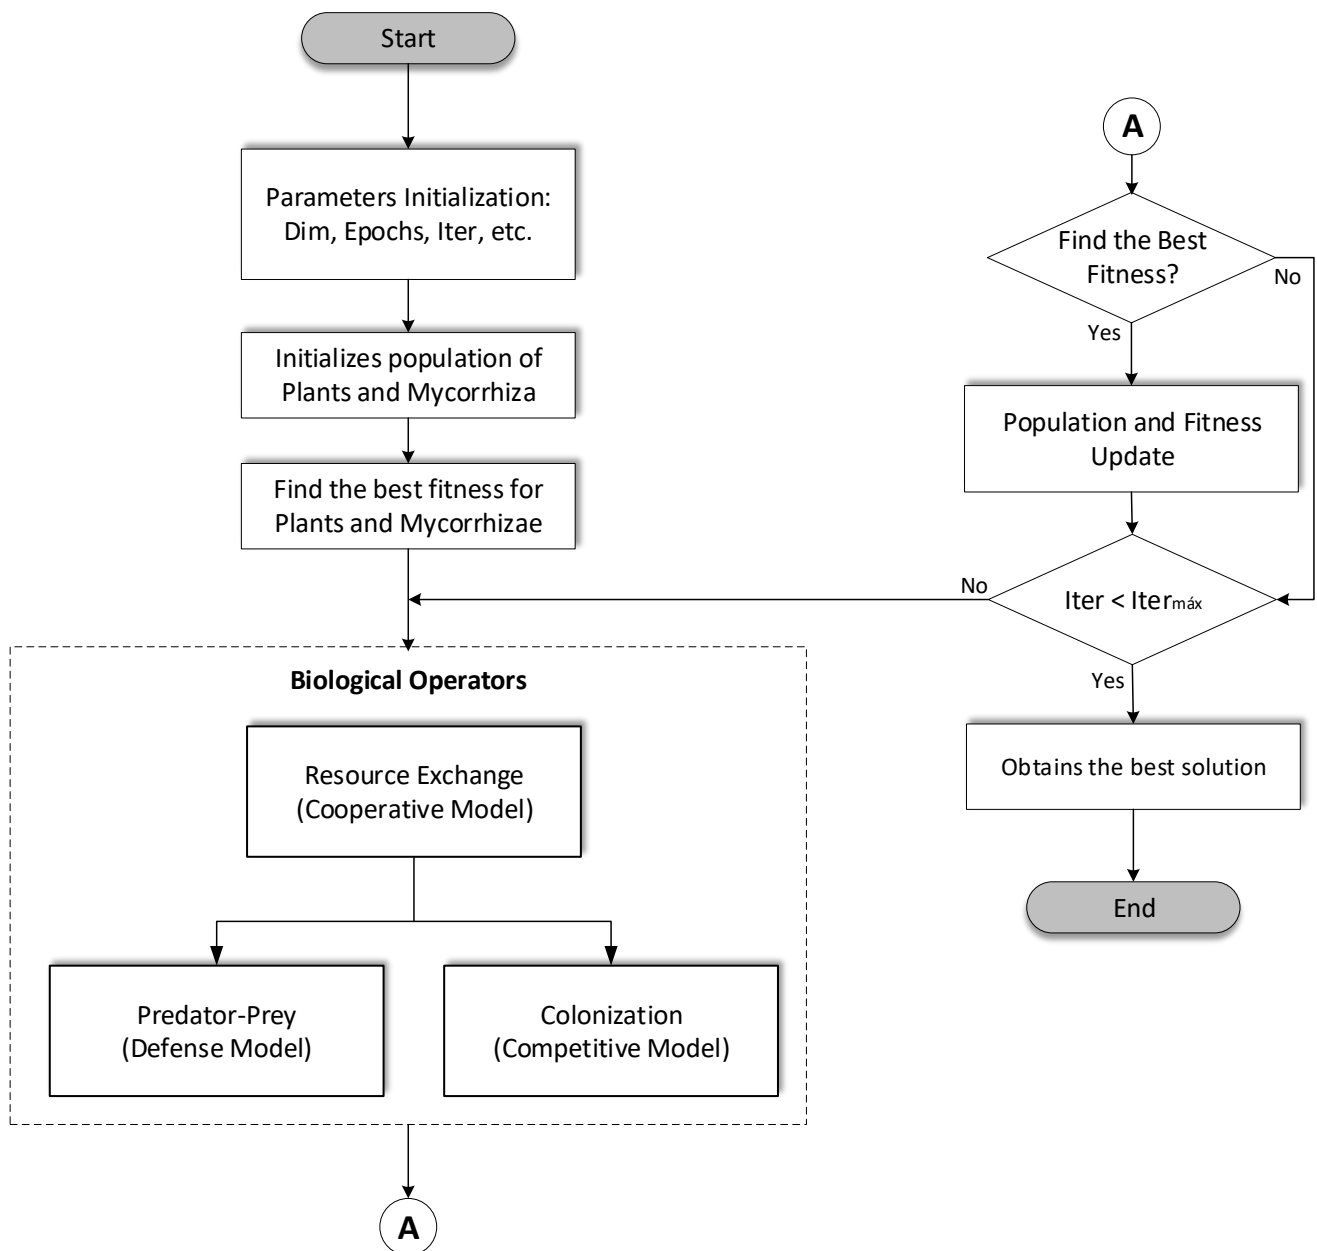 Start
Parameters Initialization:
Dim, Epochs, Iter, etc.
Initializes population of
Plants and Mycorrhiza
Find the best fitness for
Plants and Mycorrhizae
Biological Operators
Resource Exchange
(Cooperative Model)
Predator-Prey
(Defense Model)
Colonization
(Competitive Model)
A
A
Find the Best
Fitness?
No
Yes
Population and Fitness
Update
No
Iter < Itermáx
Yes
Obtains the best solution
End